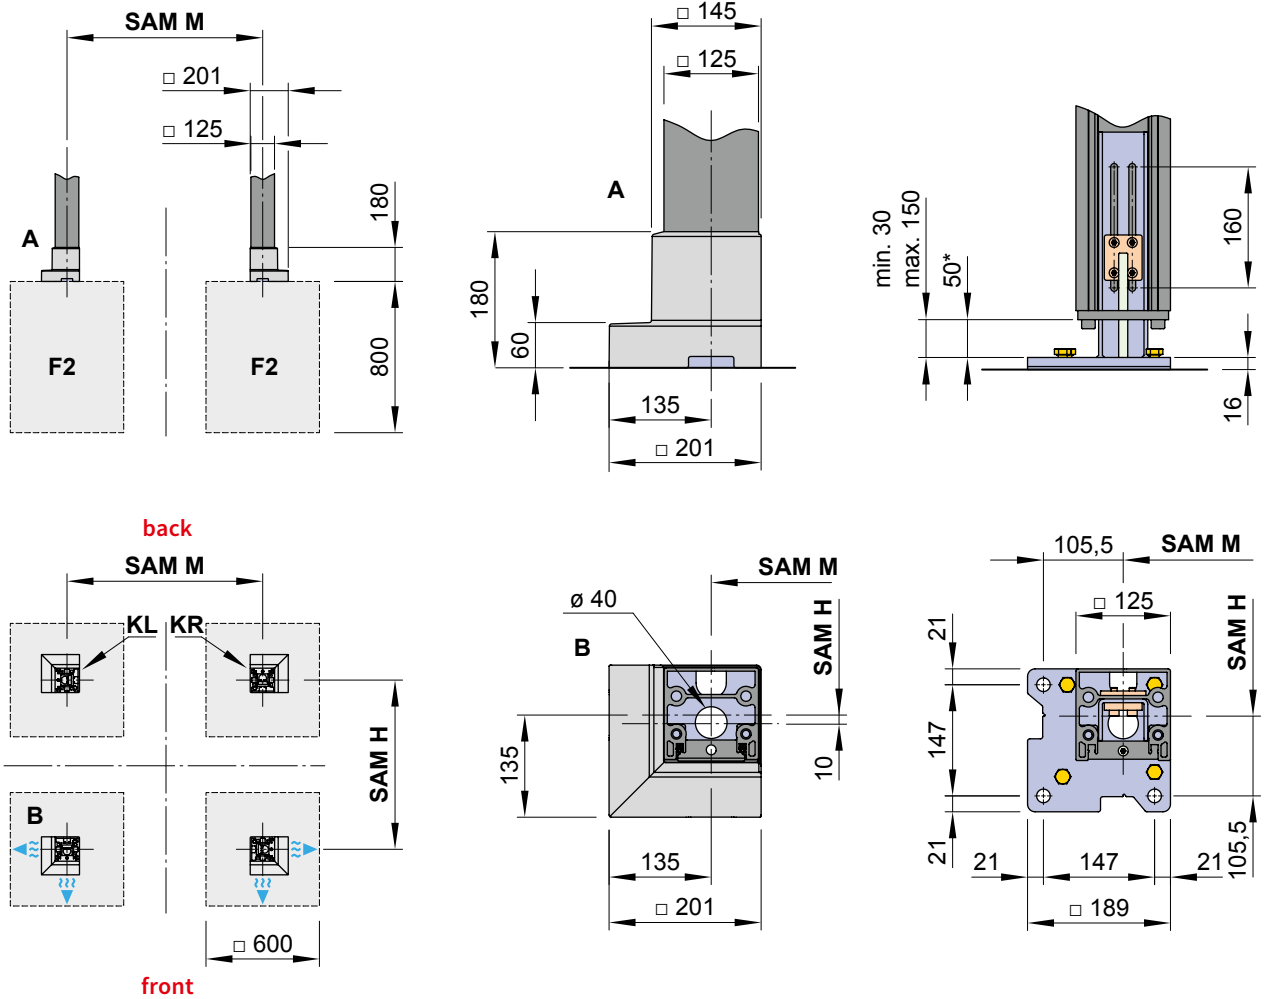 SAM M
□ 201
□ 125
180
A
F2
F2
800
□ 145
□ 125
A
180
60
135
□ 201
min. 30
max. 150
50*
160
16
back
SAM M
KL
KR
SAM H
B
□ 600
front
SAM M
ø 40
SAM H
B
135
10
135
□ 201
105,5
SAM M
□ 125
SAM H
21
147
21
21
147
21
105,5
□ 189